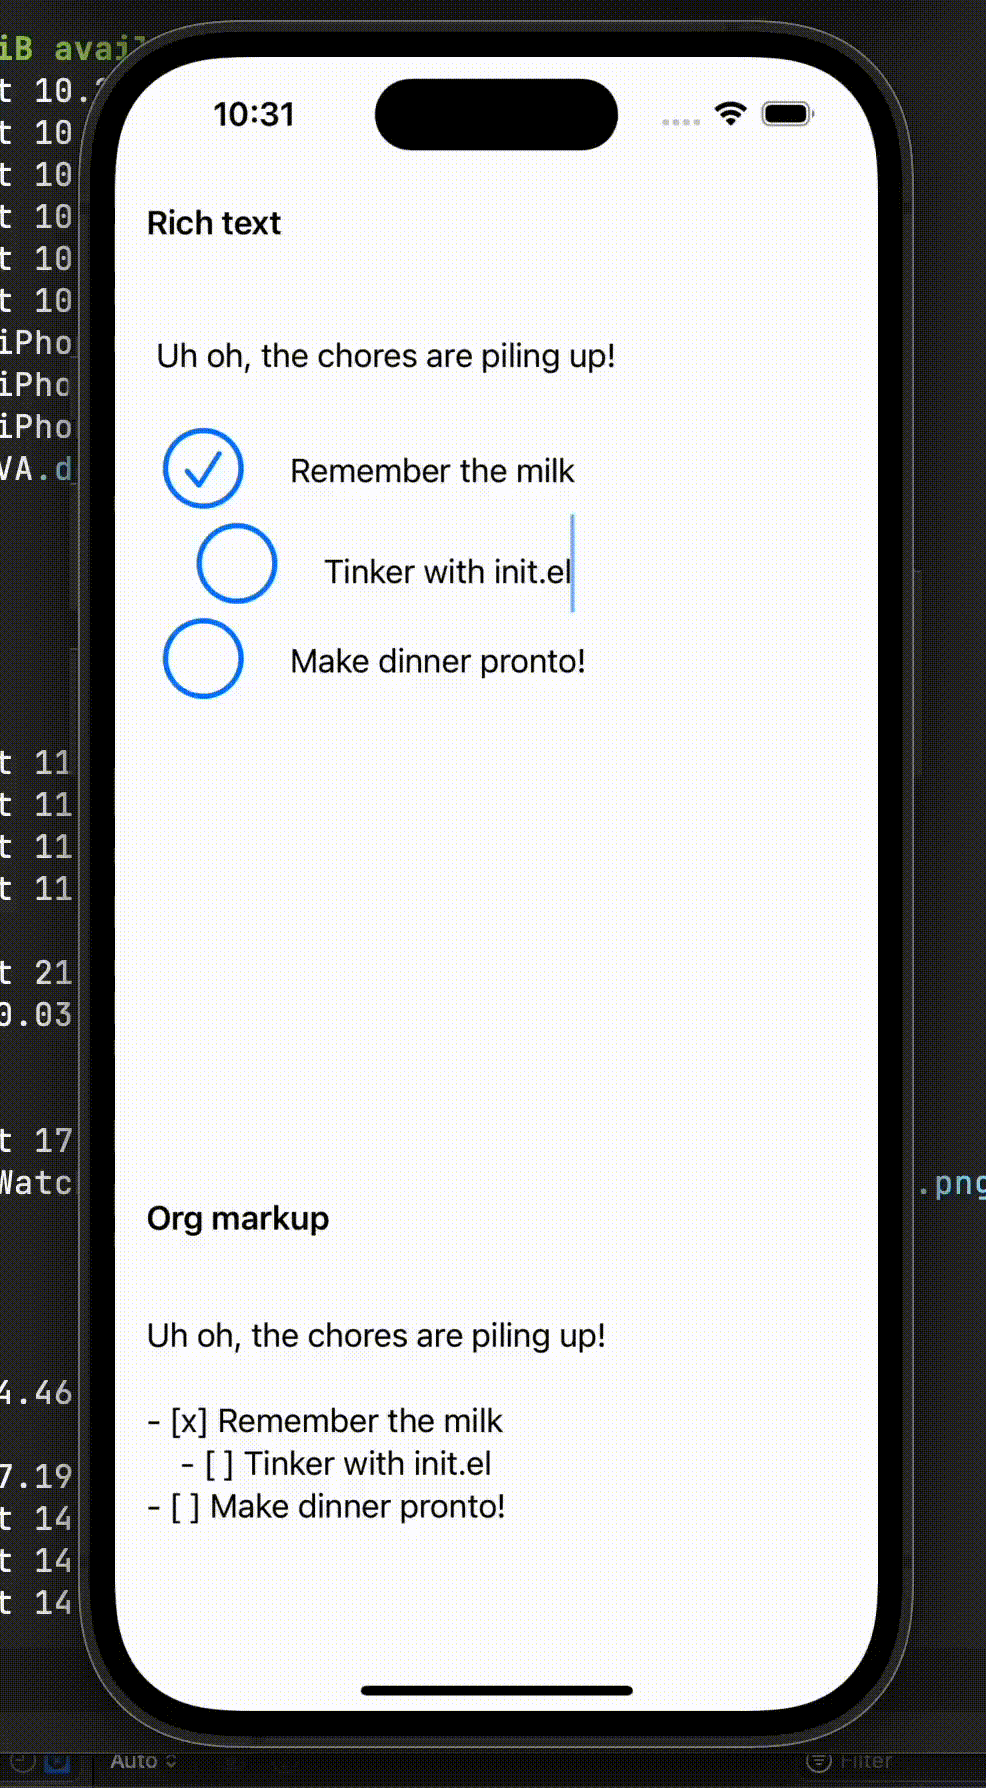 iB avai
t 10.
t 10
t 10
t 10
t 10
t 10
iPho
iPho
iPho
VA.d
t 11
t 11
t 11
t 11
t 21
0.03
t 17
Watc
.png
4.46
7.19
t 14
t 14
t 14
10:31
Rich text
Uh oh, the chores are piling up!
Remember the milk
Tinker with init.el
Make dinner pronto!
Org markup
Uh oh, the chores are piling up!
- [x] Remember the milk
- [ ] Tinker with init.el
- [ ] Make dinner pronto!
Auto
Filter